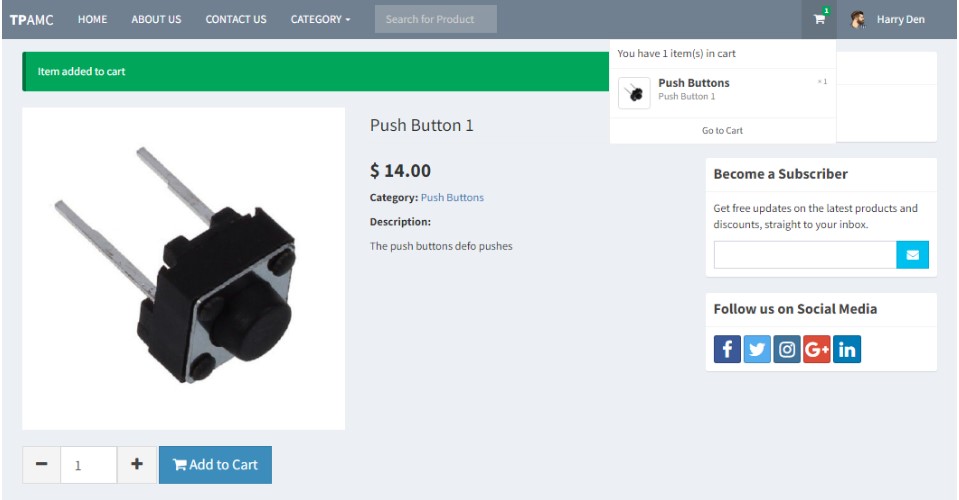 TPAMC HOME ABOUT US CONTACT US CATEGORY Search for Product 1 Harry Den
Item added to cart
You have 1 item(s) in cart
Push Buttons × 1
Push Button 1
Go to Cart
Push Button 1
$ 14.00
Category: Push Buttons
Description:
The push buttons defo pushes
1
Add to Cart
Become a Subscriber
Get free updates on the latest products and
discounts, straight to your inbox.
Follow us on Social Media
f G+ in